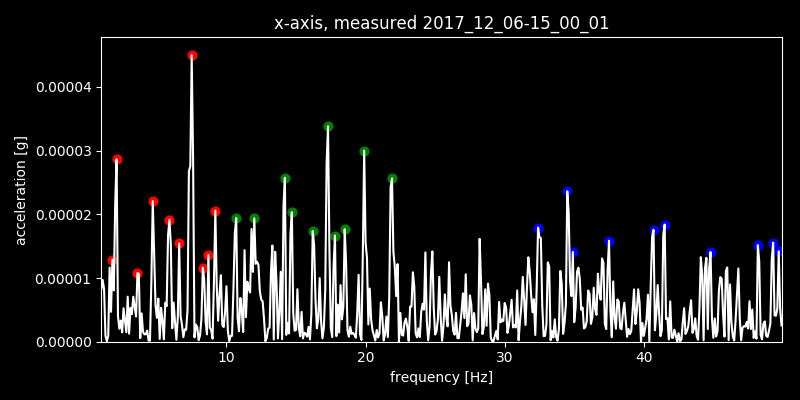 x-axis, measured 2017_12_06-15_00_01
0.00004
0.00003
0.00002
0.00001
0.00000
acceleration [g]
10 20 30 40
frequency [Hz]